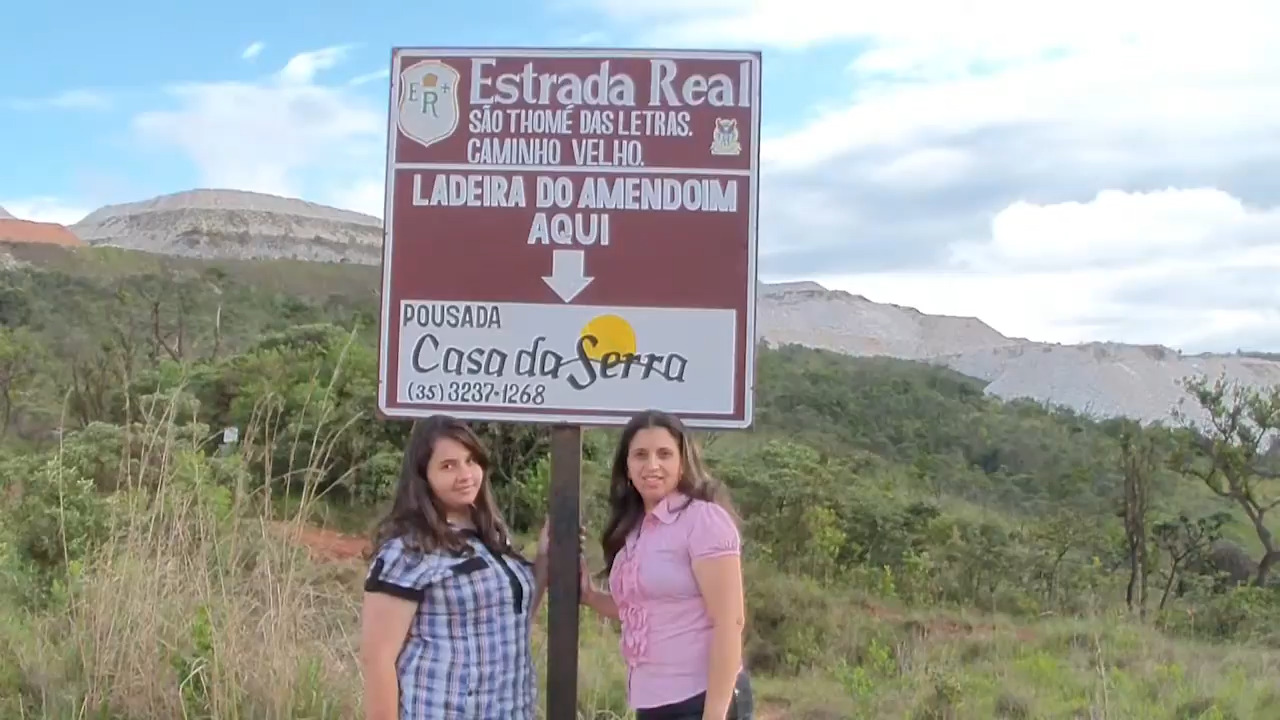 ER
Estrada Real
SÃO THOMÉ DAS LETRAS.
CAMINHO VELHO.
LADEIRA DO AMENDOIM
AQUI
POUSADA
Casa da Serra
(35) 3237-1268